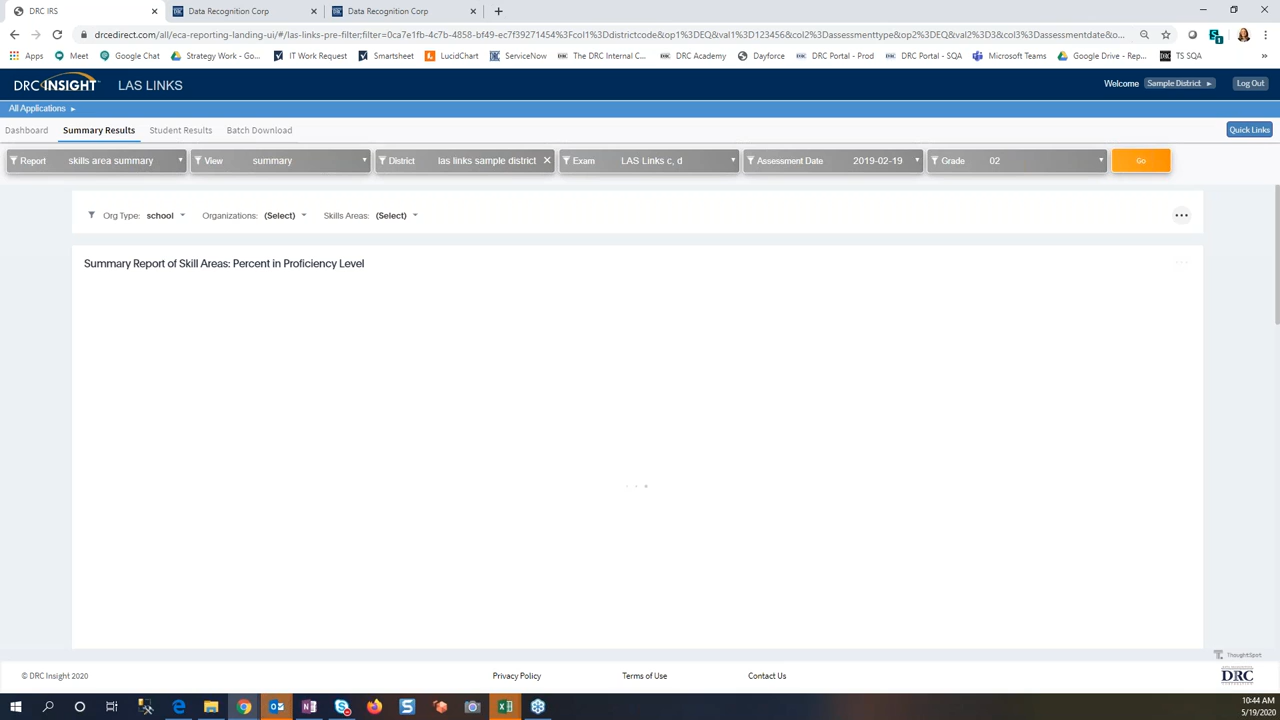 DRC IRS
Data Recognition Corp
Data Recognition Corp
drcedirect.com/all/eca-reporting-landing-ui/#/las-links-pre-filter;filter=0ca7e1fb-4c7b-4898-bf49-ec7f39271454%3Fcol1%3Ddistrictcode&op1%3DEQ&val1%3D123456&col2%3Dassessmenttype&op2%3DEQ&val2%3D3&col3%3Dassessmentdate&o...
Apps Meet Google Chat Strategy Work - Go... IT Work Request Smartsheet LucidChart ServiceNow The DRC Internal C... DRC Academy Dayforce DRC Portal - Prod DRC Portal - SQA Microsoft Teams Google Drive - Rep... TS SQA »
DRC INSIGHT LAS LINKS Welcome Sample District Log Out
All Applications
Dashboard Summary Results Student Results Batch Download Quick Links
Report skills area summary View summary District las links sample district Exam LAS Links c, d Assessment Date 2019-02-19 Grade 02 Go
Org Type: school Organizations: (Select) Skills Areas: (Select)
Summary Report of Skill Areas: Percent in Proficiency Level
ThoughtSpot
© DRC Insight 2020 Privacy Policy Terms of Use Contact Us DRC
10:44 AM
5/19/2020